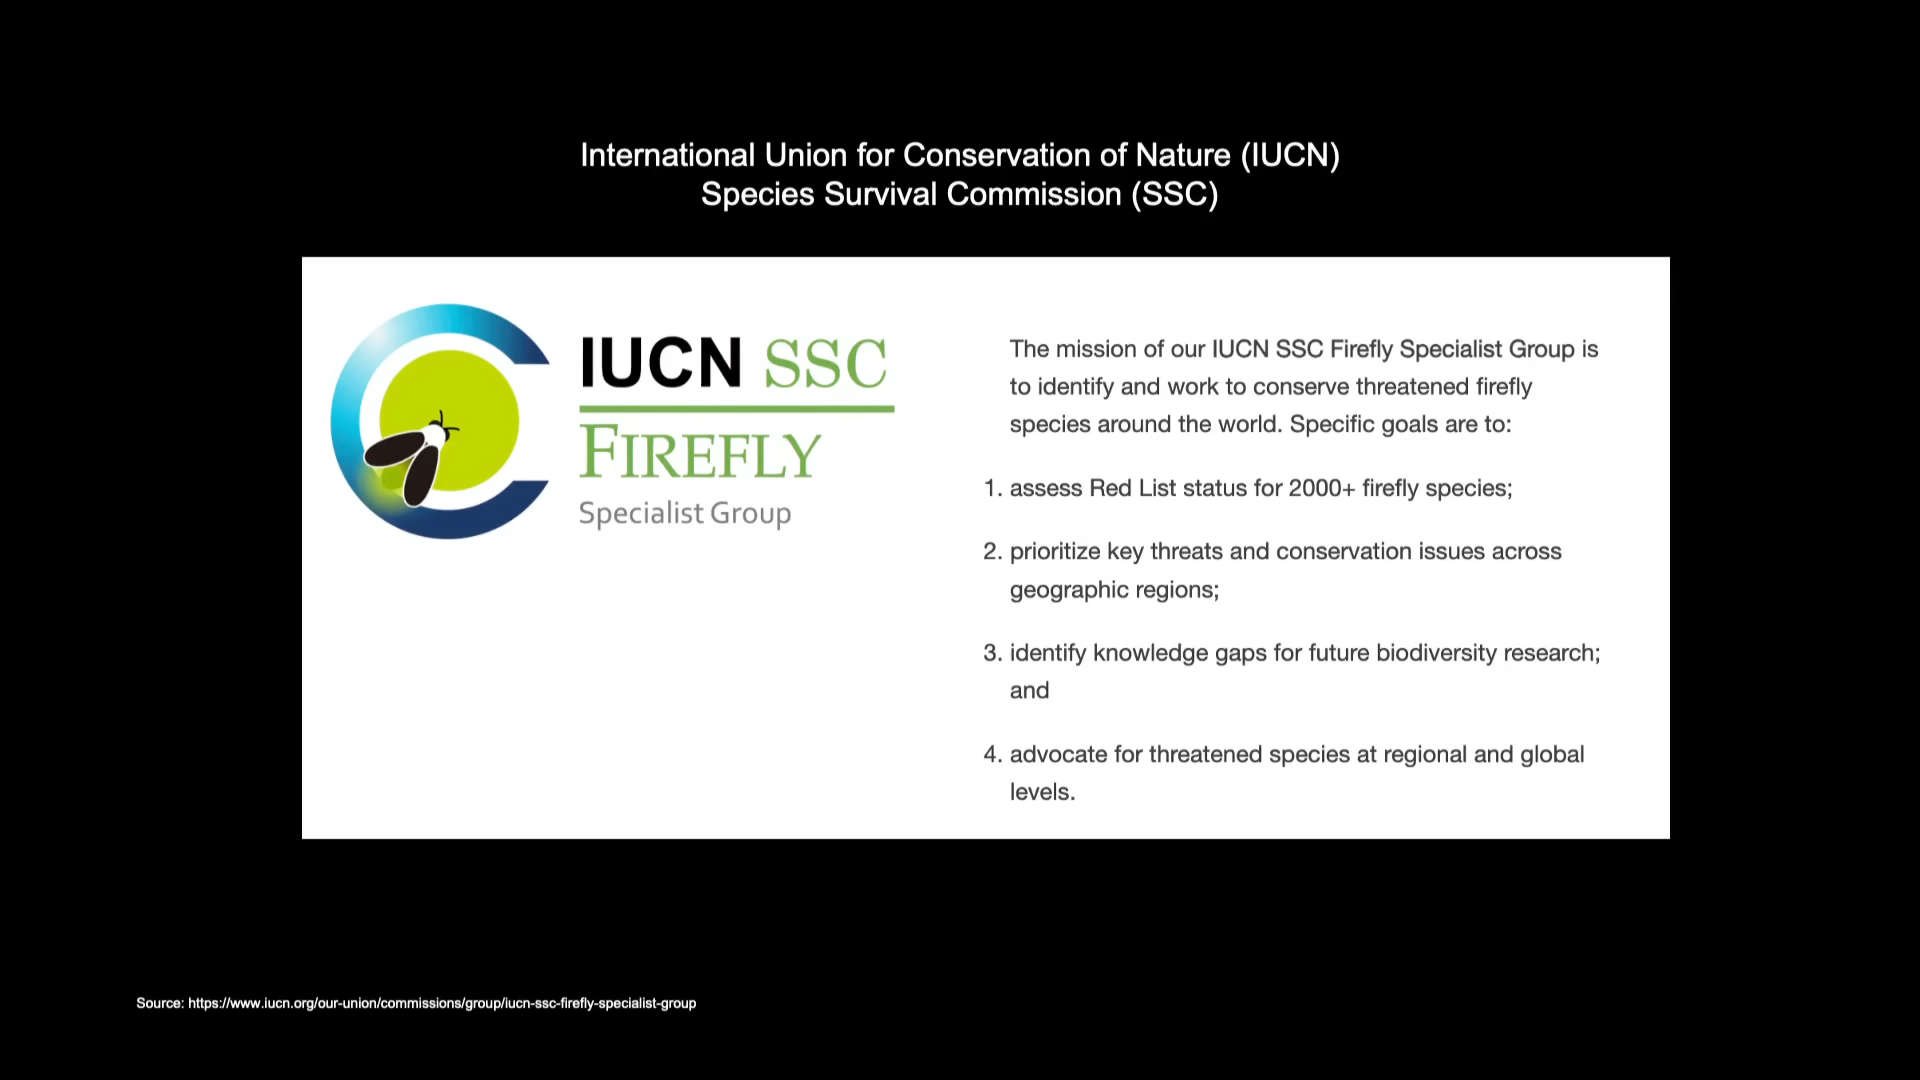 International Union for Conservation of Nature (IUCN)
Species Survival Commission (SSC)
IUCN SSC
FIREFLY
Specialist Group
The mission of our IUCN SSC Firefly Specialist Group is
to identify and work to conserve threatened firefly
species around the world. Specific goals are to:
1. assess Red List status for 2000+ firefly species;
2. prioritize key threats and conservation issues across
geographic regions;
3. identify knowledge gaps for future biodiversity research;
and
4. advocate for threatened species at regional and global
levels.
Source: https://www.iucn.org/our-union/commissions/group/iucn-ssc-firefly-specialist-group